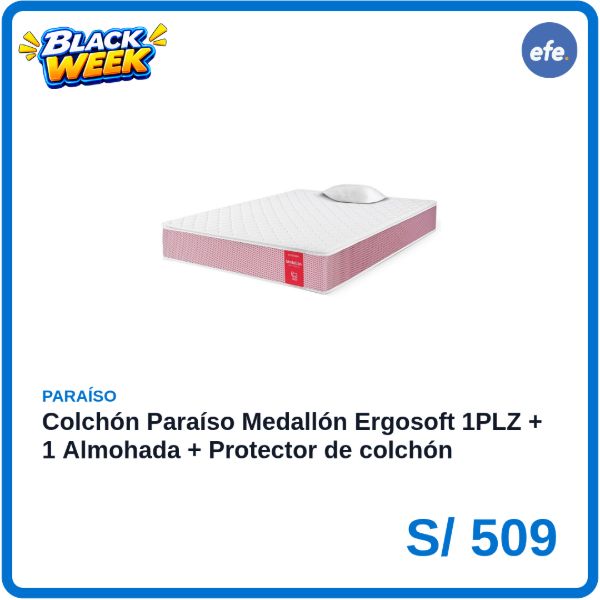 BLACK
WEEK
efe.
PARAÍSO
Colchón Paraíso Medallón Ergosoft 1PLZ +
1 Almohada + Protector de colchón
S/ 509